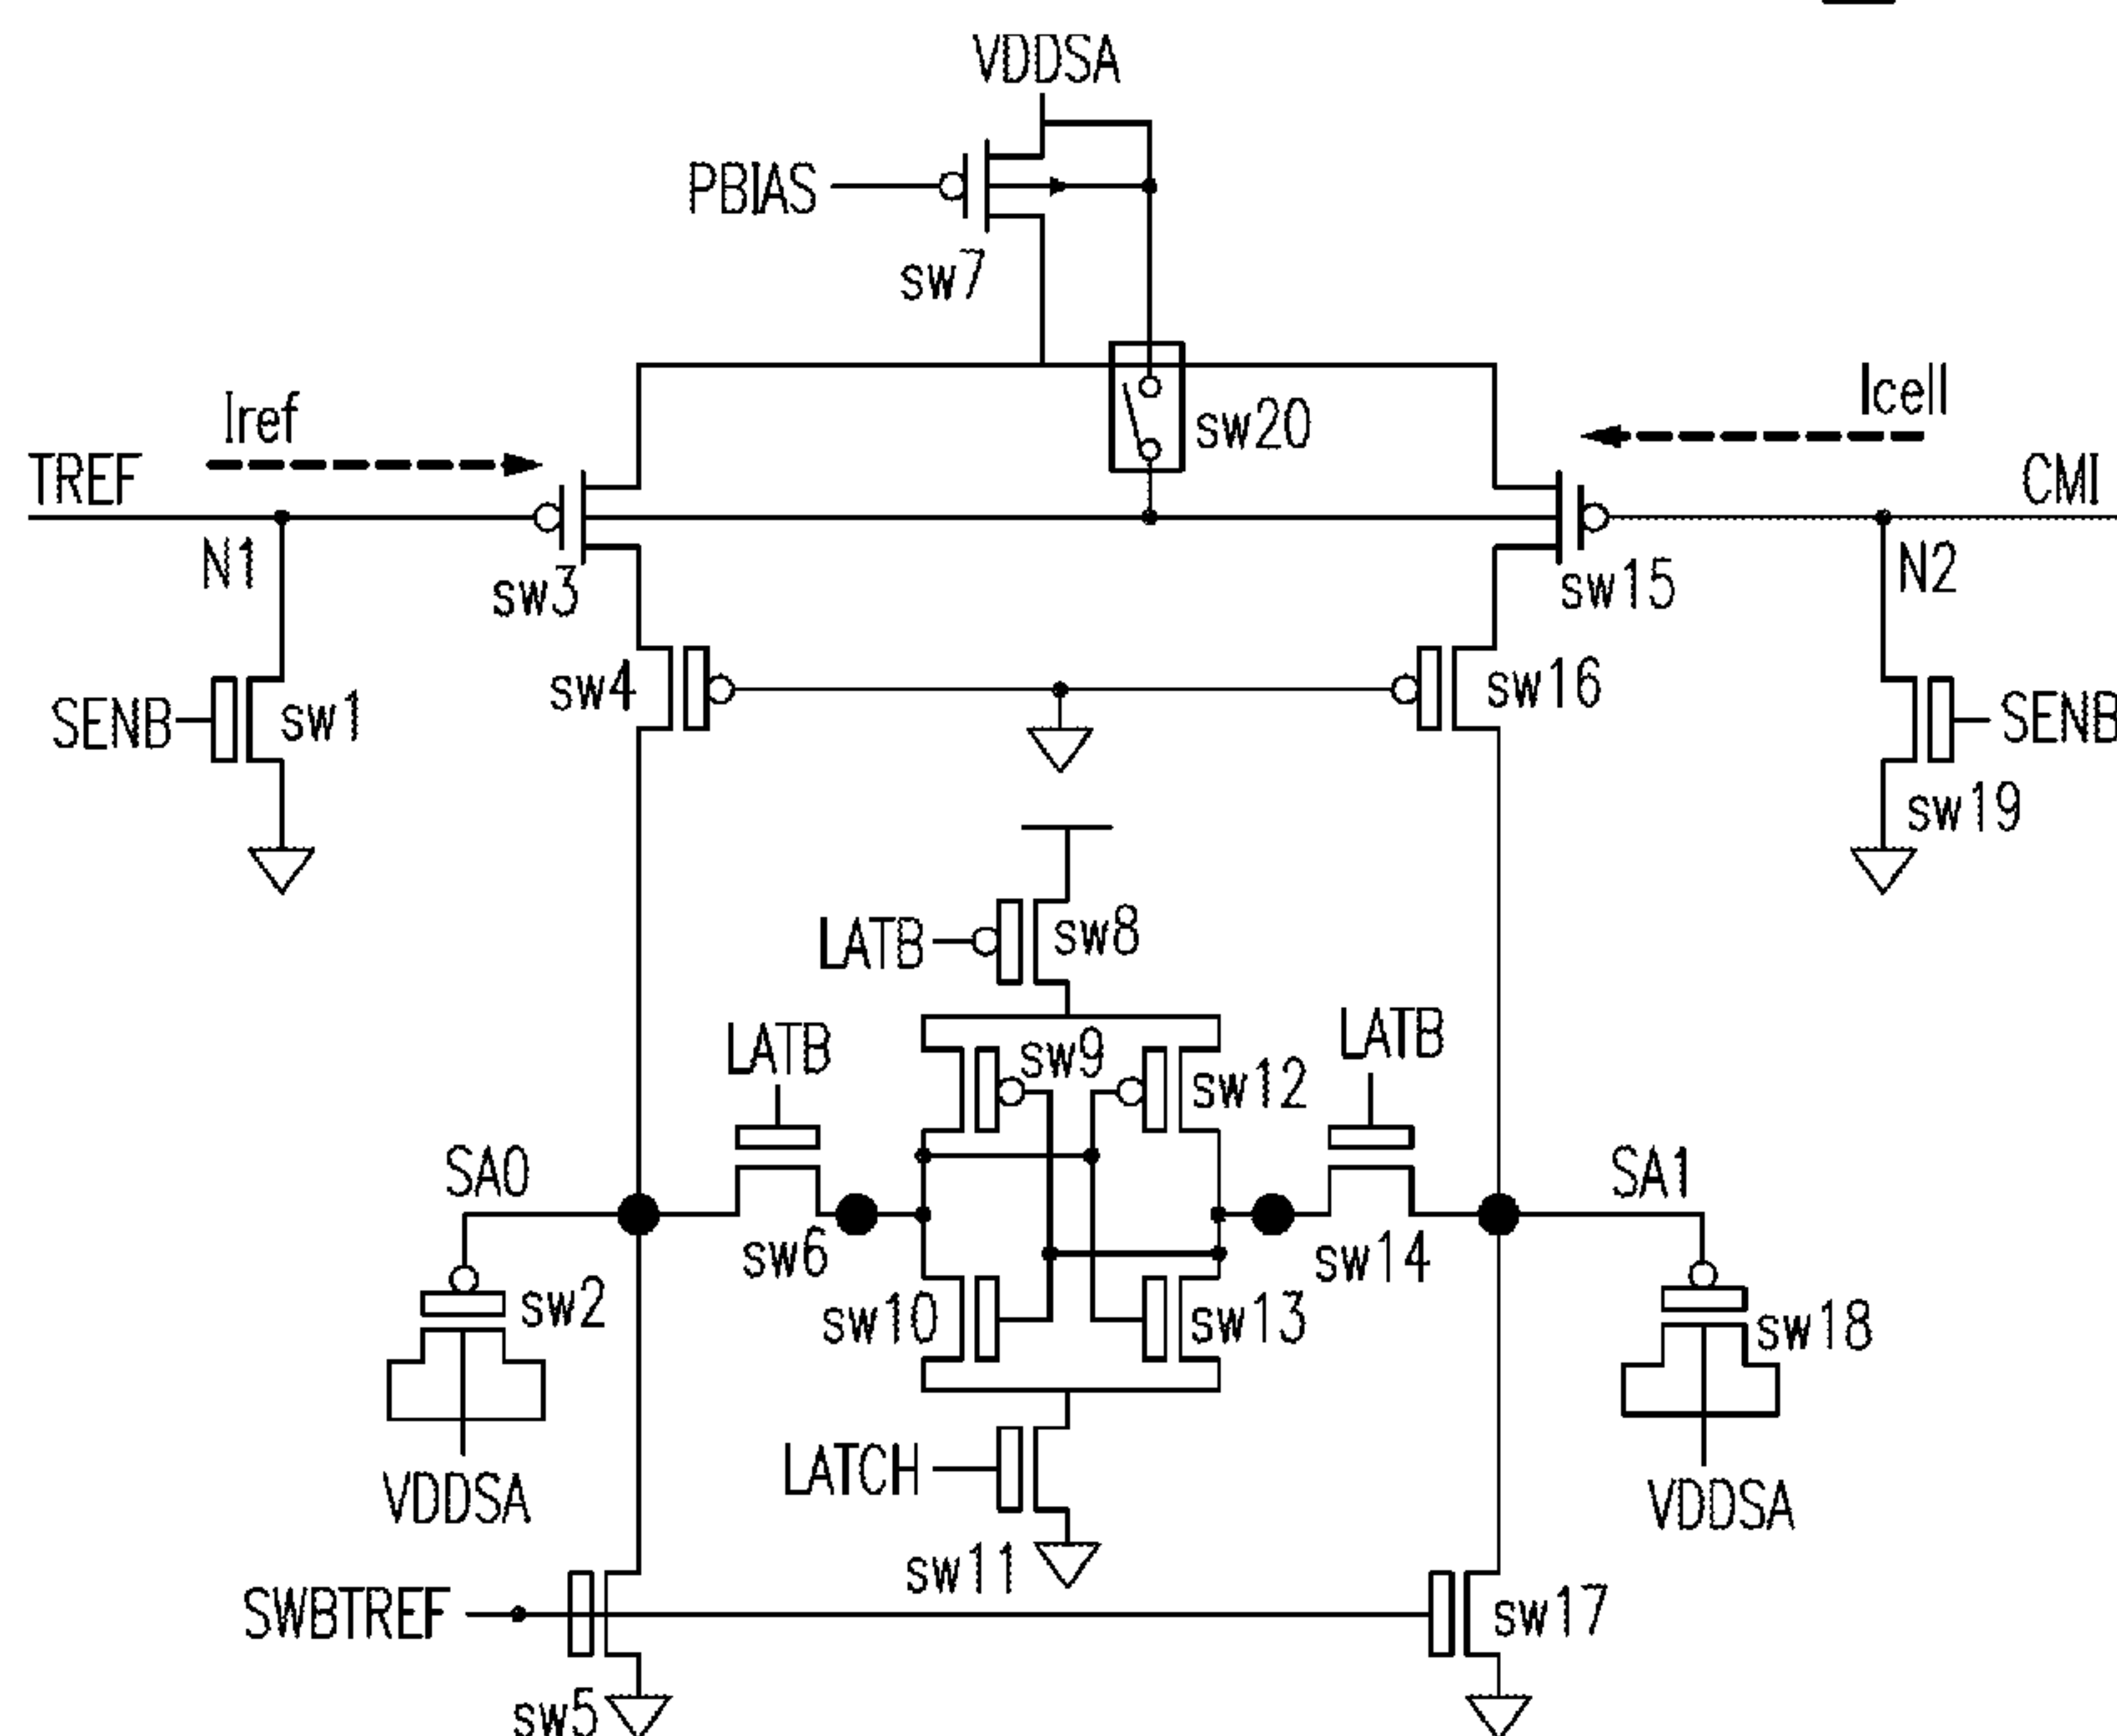 VDDSA
PBIAS
sw7
Iref
Icell
sw20
TREF
CMI
N1
sw3
sw15
N2
sw4
sw16
SENB
sw1
SENB
sw19
LATB
sw8
LATB
sw9
LATB
sw12
SA0
SA1
sw6
sw14
sw2
sw10
sw13
sw18
LATCH
VDDSA
VDDSA
sw11
SWBTREF
sw17
sw5